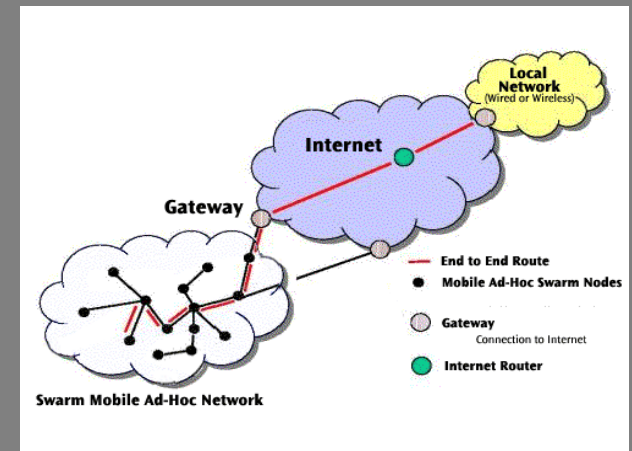 Local
Network
(Wired or Wireless)
Internet
Gateway
End to End Route
Mobile Ad-Hoc Swarm Nodes
Gateway
Connection to Internet
Internet Router
Swarm Mobile Ad-Hoc Network